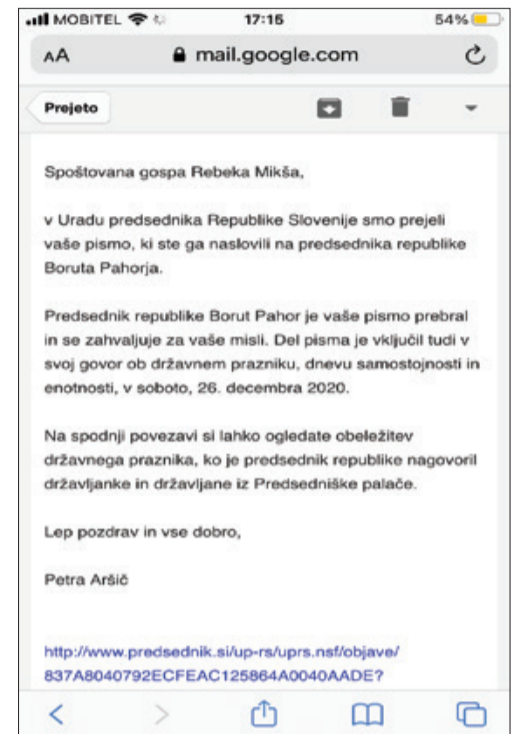 MOBITEL 17:15 54%
AA mail.google.com
Prejeto
Spoštovana gospa Rebeka Mikša,
v Uradu predsednika Republike Slovenije smo prejeli
vaše pismo, ki ste ga naslovili na predsednika republike
Boruta Pahorja.
Predsednik republike Borut Pahor je vaše pismo prebral
in se zahvaljuje za vaše misli. Del pisma je vključil tudi v
svoj govor ob državnem prazniku, dnevu samostojnosti in
enotnosti, v soboto, 26. decembra 2020.
Na spodnji povezavi si lahko ogledate obeležitev
državnega praznika, ko je predsednik republike nagovoril
državljanke in državljane iz Predsedniške palače.
Lep pozdrav in vse dobro,
Petra Aršič
http://www.predsednik.si/up-rs/uprs.nsf/objave/
837A8040792ECFEAC125864A0040AADE?